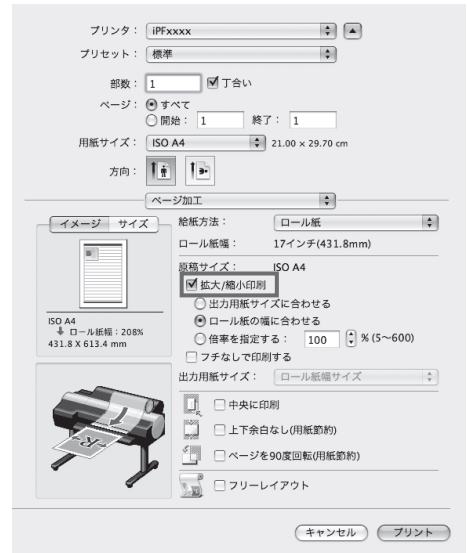 プリンタ： iPFxxxx
プリセット： 標準
部数： 1 丁合い
ページ： すべて
開始： 1 終了： 1
用紙サイズ： ISO A4 21.00 x 29.70 cm
方向：
ページ加工
イメージ サイズ
給紙方法： ロール紙
ロール紙幅： 17インチ(431.8mm)
原稿サイズ： ISO A4
拡大/縮小印刷
出力用紙サイズに合わせる
ロール紙の幅に合わせる
倍率を指定する： 100 % (5〜600)
フチなしで印刷する
出力用紙サイズ： ロール紙幅サイズ
ISO A4
ロール紙幅：208%
431.8 X 613.4 mm
中央に印刷
上下余白なし(用紙節約)
ページを90度回転(用紙節約)
フリーレイアウト
キャンセル プリント